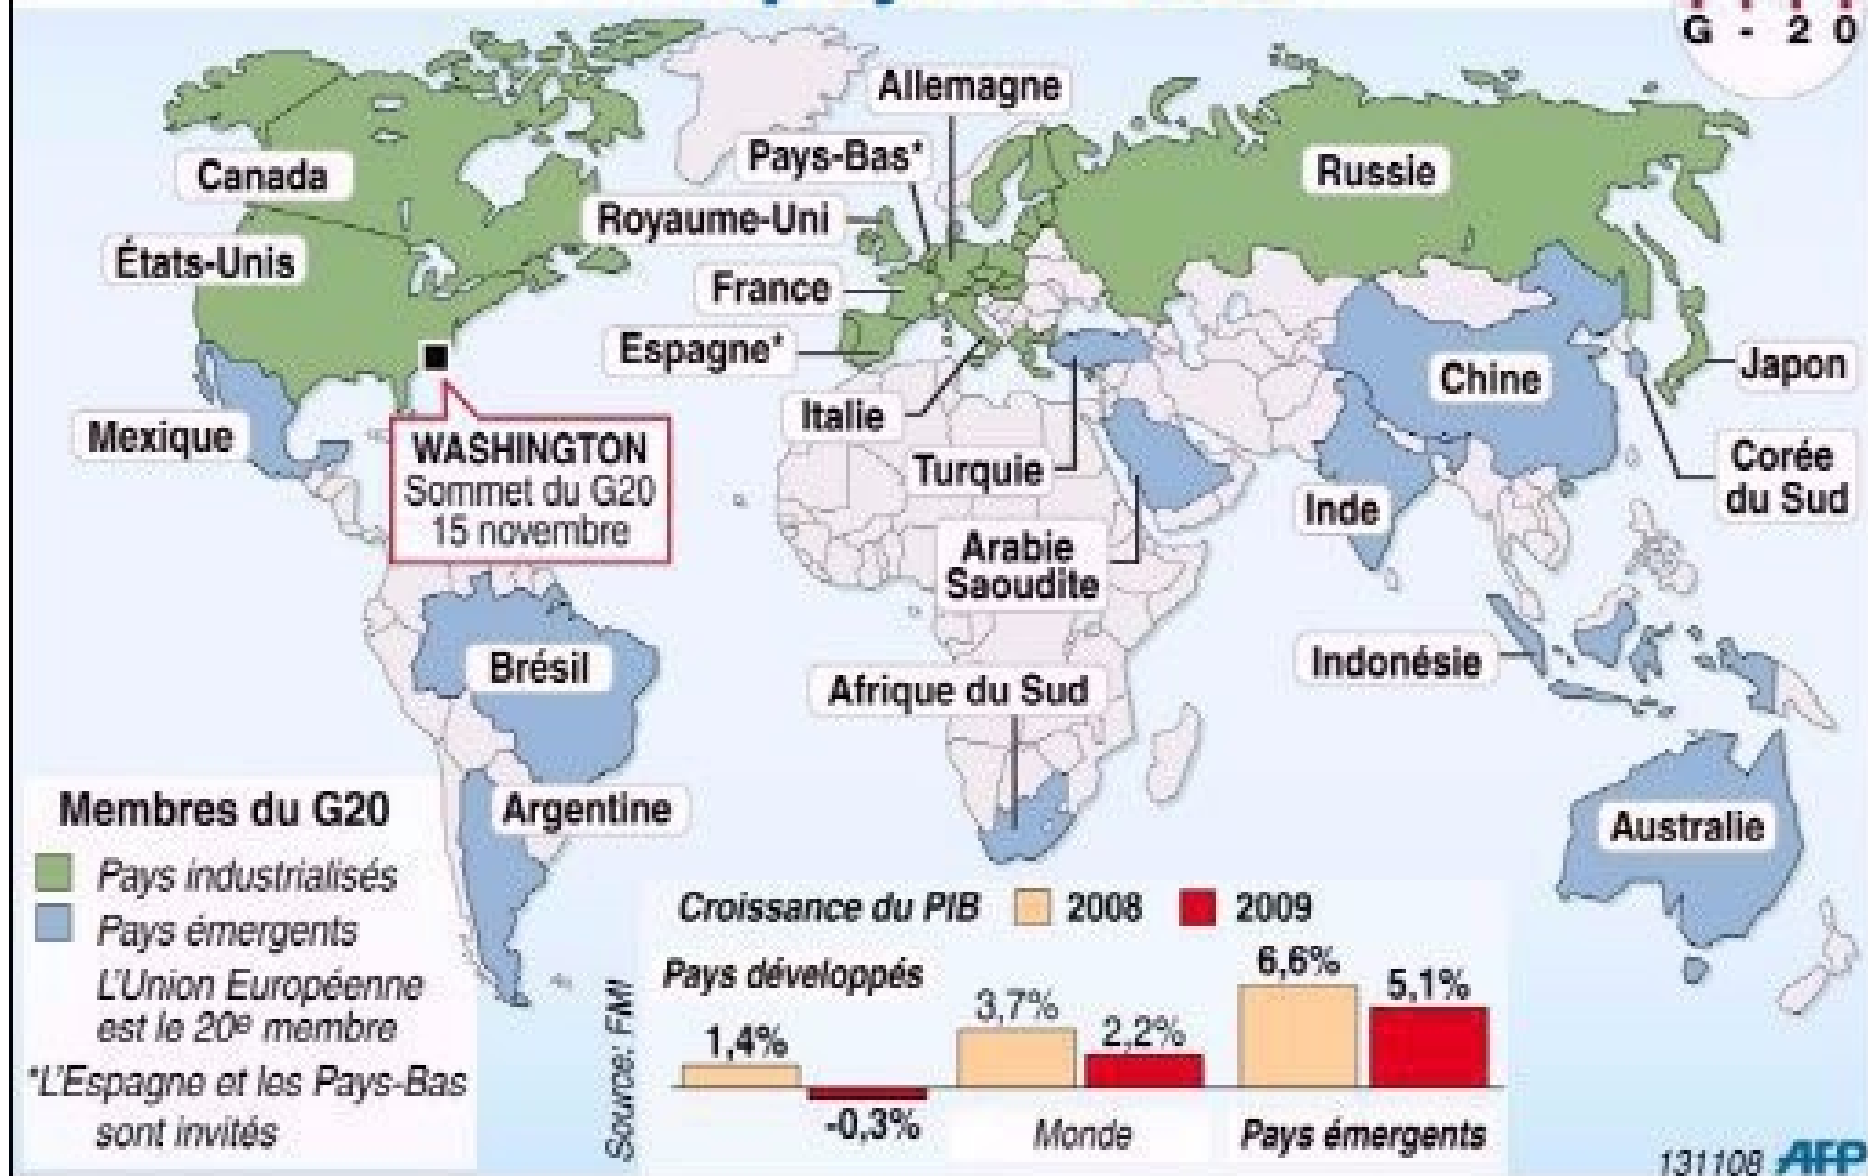 G - 20
Allemagne
Pays-Bas*
Canada
Russie
Royaume-Uni
États-Unis
France
Espagne*
Japon
Chine
Italie
Mexique
WASHINGTON
Sommet du G20
15 novembre
Turquie
Corée
du Sud
Inde
Arabie
Saoudite
Brésil
Indonésie
Afrique du Sud
Argentine
Australie
Membres du G20
Pays industrialisés
Pays émergents
L'Union Européenne
est le 20e membre
*L'Espagne et les Pays-Bas
sont invités
Croissance du PIB 2008 2009
Pays développés
1,4%
-0,3%
3,7%
2,2%
Monde
6,6%
5,1%
Pays émergents
Source: FMI
131108 AFP